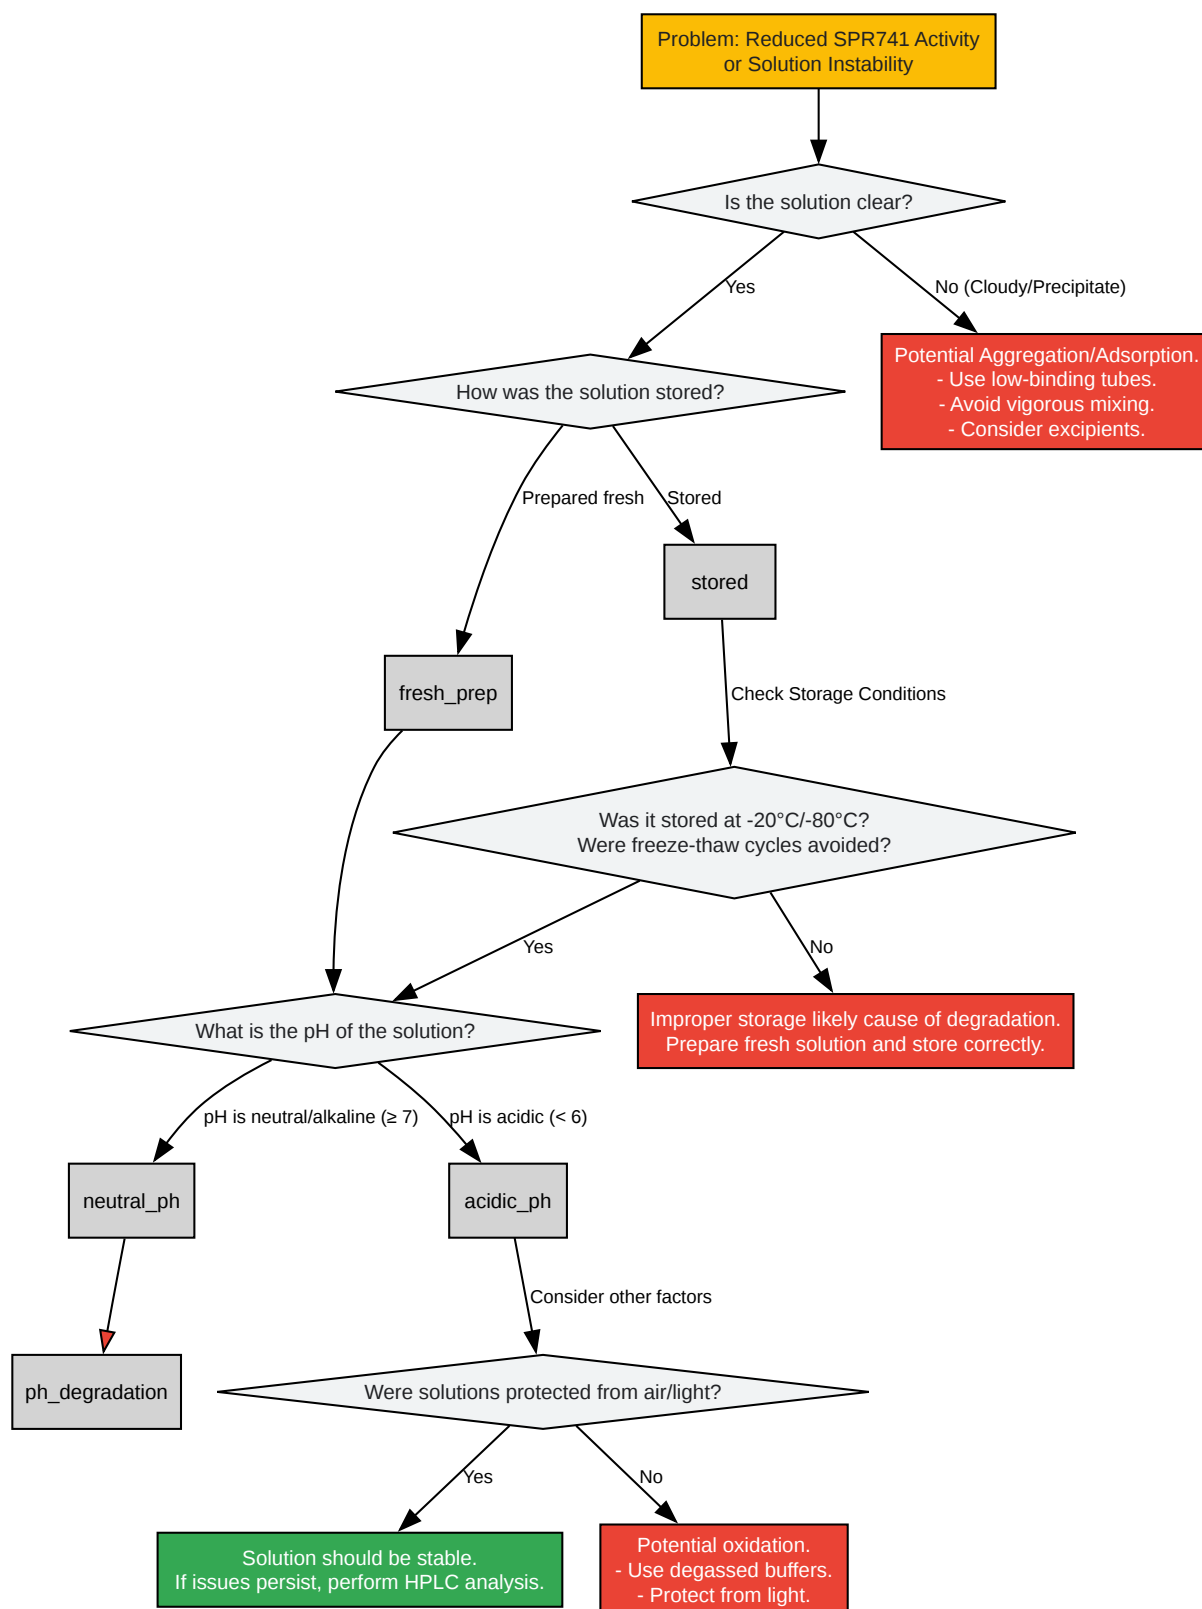 Problem: Reduced SPR741 Activity
or Solution Instability
Is the solution clear?
Yes
No (Cloudy/Precipitate)
Potential Aggregation/Adsorption.
- Use low-binding tubes.
- Avoid vigorous mixing.
- Consider excipients.
How was the solution stored?
Prepared fresh
Stored
stored
fresh_prep
Check Storage Conditions
Was it stored at -20°C/-80°C?
Were freeze-thaw cycles avoided?
Yes
No
What is the pH of the solution?
Improper storage likely cause of degradation.
Prepare fresh solution and store correctly.
pH is neutral/alkaline (≥ 7)
pH is acidic (< 6)
neutral_ph
acidic_ph
Consider other factors
ph_degradation
Were solutions protected from air/light?
Yes
No
Solution should be stable.
If issues persist, perform HPLC analysis.
Potential oxidation.
- Use degassed buffers.
- Protect from light.